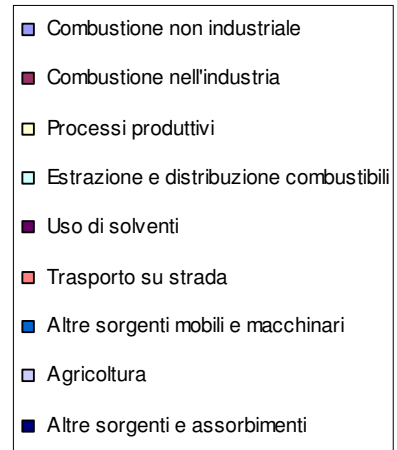 Combustione non industriale
Combustione nell'industria
Processi produttivi
Estrazione e distribuzione combustibili
Uso di solventi
Trasporto su strada
Altre sorgenti mobili e macchinari
Agricoltura
Altre sorgenti e assorbimenti